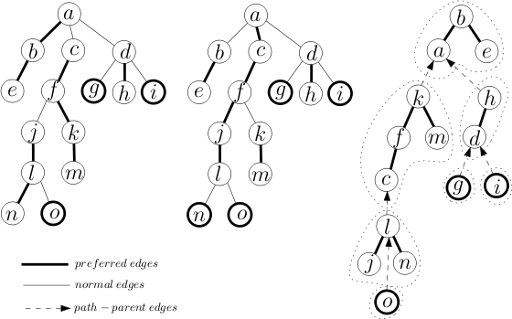 a a b
b c d b c d a e
e f g h i e f g h i k h
j k j k f m d
l m l m c g i
n o n o l
j n
o
preferred edges
normal edges
path – parent edges